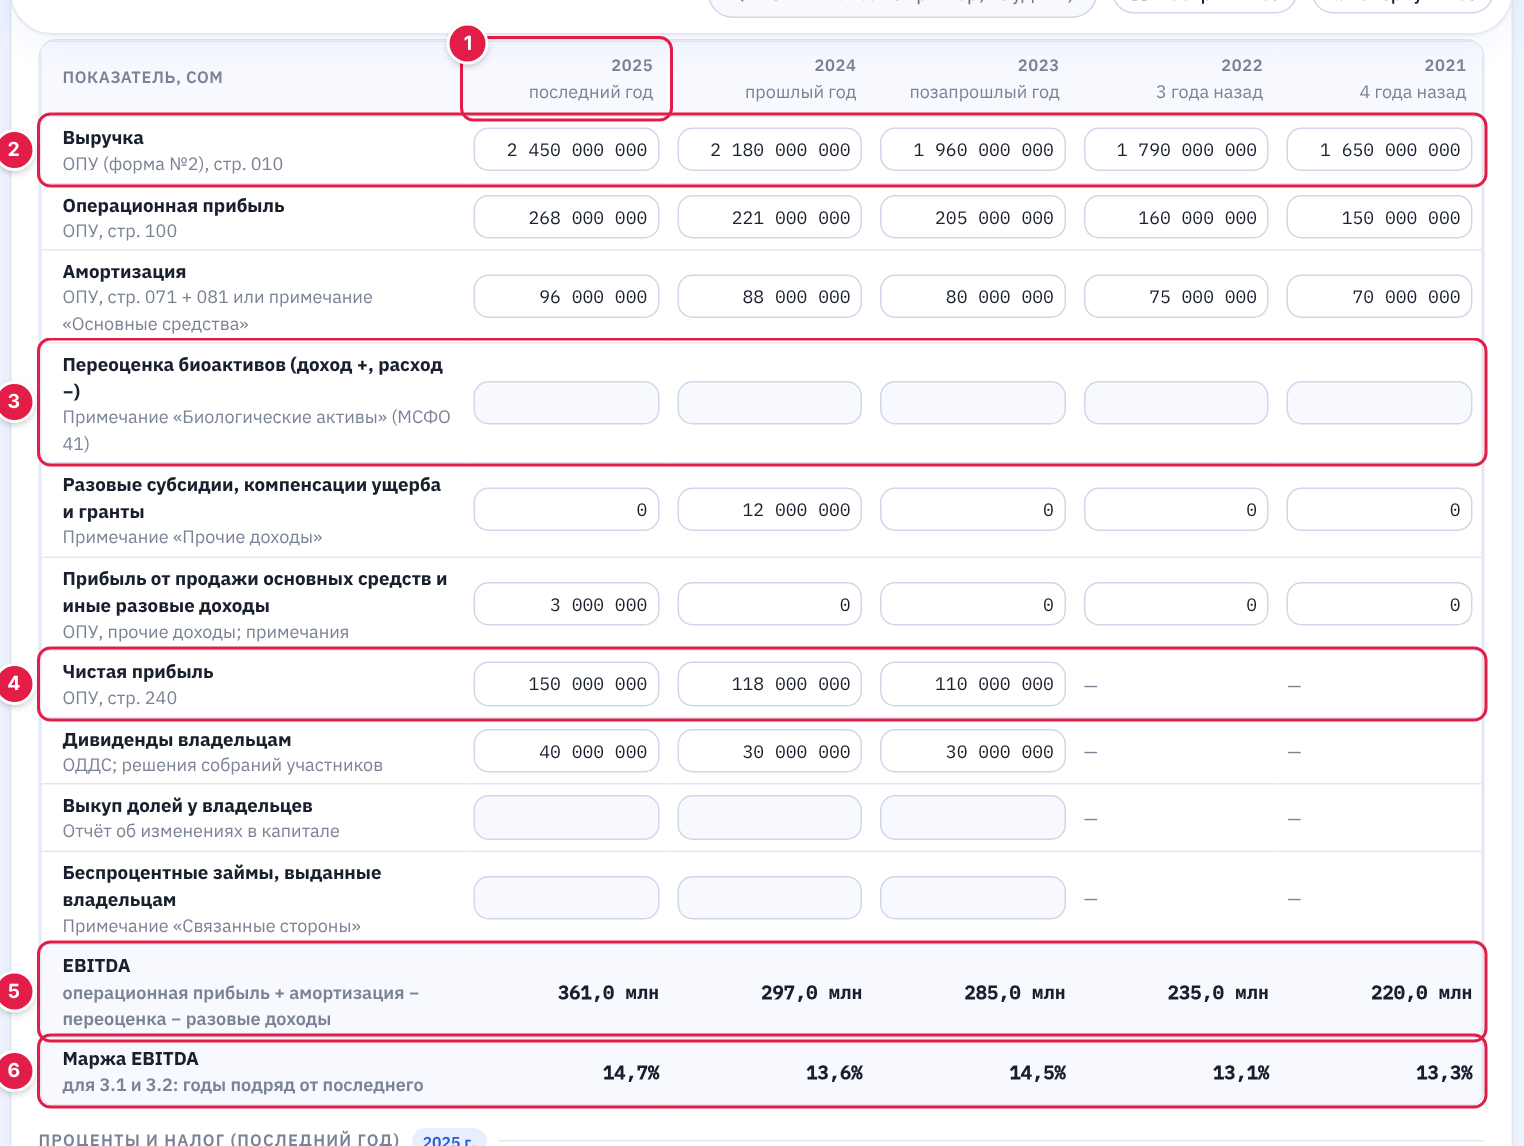 1
ПОКАЗАТЕЛЬ, СОМ
2025
последний год
2024
прошлый год
2023
позапрошлый год
2022
3 года назад
2021
4 года назад
2
Выручка
ОПУ (форма №2), стр. 010
2 450 000 000
2 180 000 000
1 960 000 000
1 790 000 000
1 650 000 000
Операционная прибыль
ОПУ, стр. 100
268 000 000
221 000 000
205 000 000
160 000 000
150 000 000
Амортизация
ОПУ, стр. 071 + 081 или примечание
«Основные средства»
96 000 000
88 000 000
80 000 000
75 000 000
70 000 000
3
Переоценка биоактивов (доход +, расход
–)
Примечание «Биологические активы» (МСФО
41)
Разовые субсидии, компенсации ущерба
и гранты
Примечание «Прочие доходы»
0
12 000 000
0
0
0
Прибыль от продажи основных средств и
иные разовые доходы
ОПУ, прочие доходы; примечания
3 000 000
0
0
0
0
4
Чистая прибыль
ОПУ, стр. 240
150 000 000
118 000 000
110 000 000
—
—
Дивиденды владельцам
ОДДС; решения собраний участников
40 000 000
30 000 000
30 000 000
—
—
Выкуп долей у владельцев
Отчёт об изменениях в капитале
—
—
Беспроцентные займы, выданные
владельцам
Примечание «Связанные стороны»
—
—
5
EBITDA
операционная прибыль + амортизация –
переоценка – разовые доходы
361,0 млн
297,0 млн
285,0 млн
235,0 млн
220,0 млн
6
Маржа EBITDA
для 3.1 и 3.2: годы подряд от последнего
14,7%
13,6%
14,5%
13,1%
13,3%
ПРОЦЕНТЫ И НАЛОГ (ПОСЛЕДНИЙ ГОД)
2025 г.